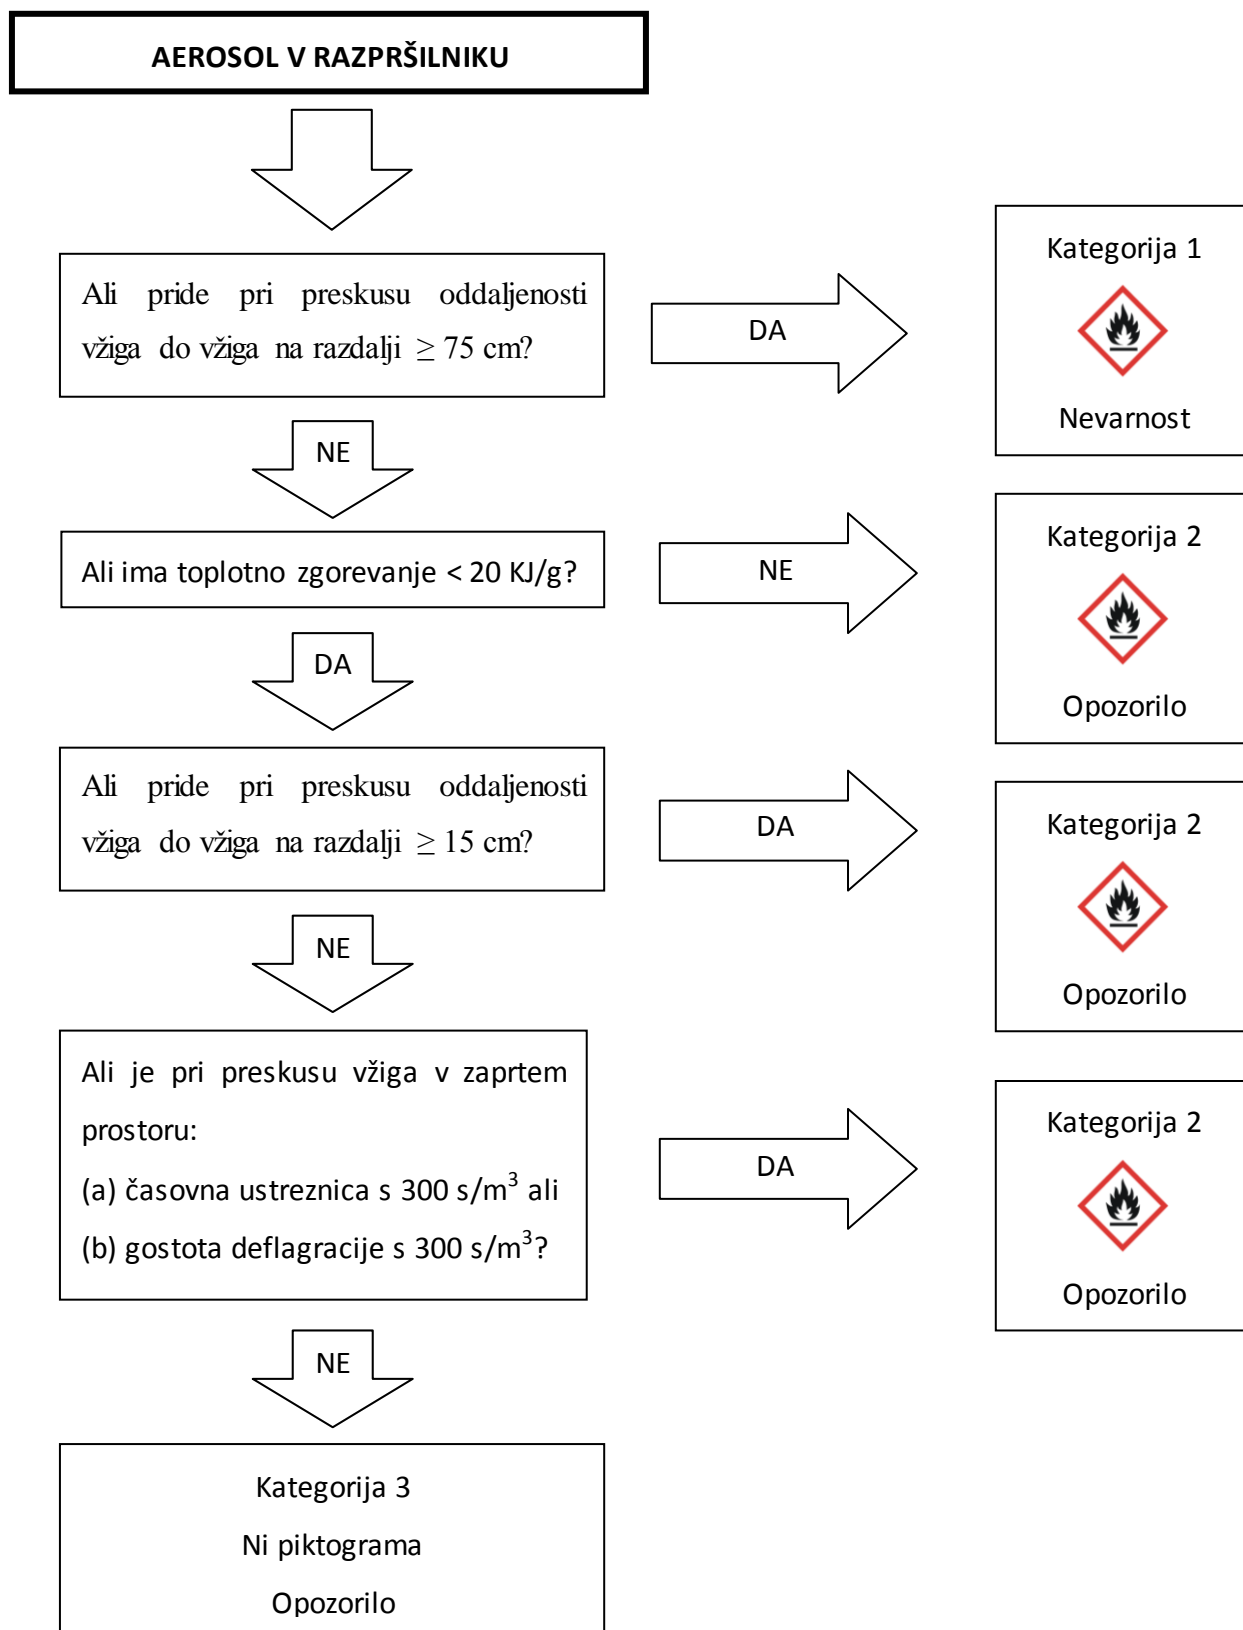 AEROSOL V RAZPRŠILNIKU
Ali pride pri preskusu oddaljenosti
vžiga do vžiga na razdalji ≥ 75 cm?
DA
Kategorija 1
Nevarnost
NE
Ali ima toplotno zgorevanje < 20 KJ/g?
NE
Kategorija 2
Opozorilo
DA
Ali pride pri preskusu oddaljenosti
vžiga do vžiga na razdalji ≥ 15 cm?
DA
Kategorija 2
Opozorilo
NE
Ali je pri preskusu vžiga v zaprtem
prostoru:
(a) časovna ustreznica s 300 s/m³ ali
(b) gostota deflagracije s 300 s/m³?
DA
Kategorija 2
Opozorilo
NE
Kategorija 3
Ni piktograma
Opozorilo